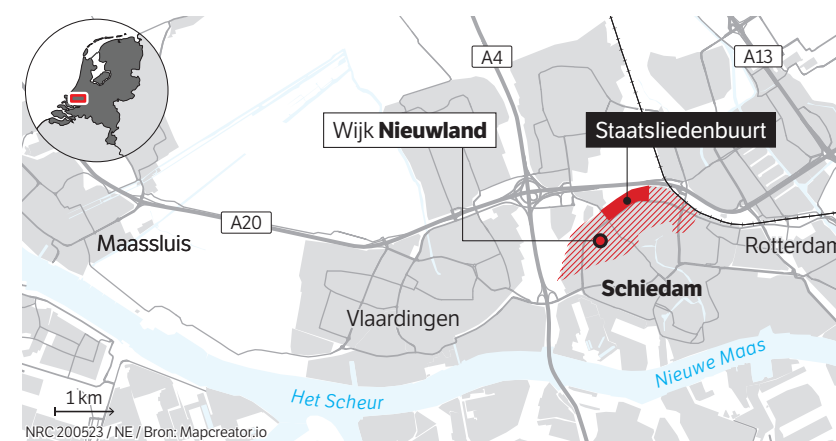 A4
A13
Wijk Nieuwland
Staatsliedenbuurt
A20
Maassluis
Rotterdam
Schiedam
Vlaardingen
Nieuwe Maas
1 km
Het Scheur
NRC 200523 / NE / Bron: Mapcreator.io